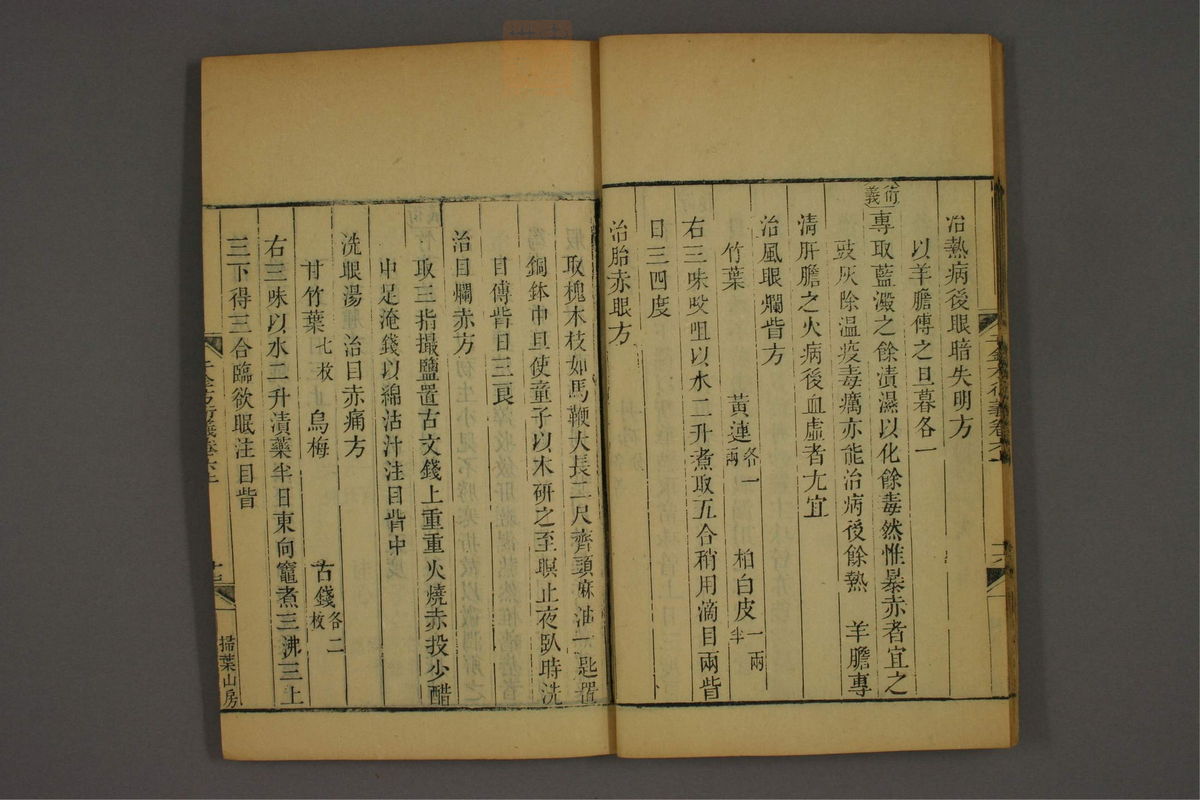 治熱病後眼暗失明方
以羊膽傅之旦暮各一
衍義 專取藍澱之餘漬濕以化餘毒然惟暴赤者宜之
豉灰除温疫毒癘亦能治病後餘熱 羊膽專
清肝膽之火病後血虛者尤宜
治風眼爛眥方
竹葉 黃連各一兩 柏白皮一兩半
右三味㕮咀以水二升煮取五合稍用滴目兩眥
日三四度
治胎赤眼方
取槐木枝如馬鞭大長二尺齊頭麻油一匙置
銅鉢中旦使童子以木研之至暝止夜臥時洗
目傅眥日三良
治目爛赤方
取三指撮鹽置古文錢上重重火燒赤投少醋
中足淹錢以綿沾汁注目眥中
洗眼湯 治目赤痛方
甘竹葉七枚 烏梅 古錢各二枚
右三味以水二升漬藥半日東向竈煮三沸三上
三下得三合臨欲眠注目眥
千金方衍義卷六上
掃葉山房